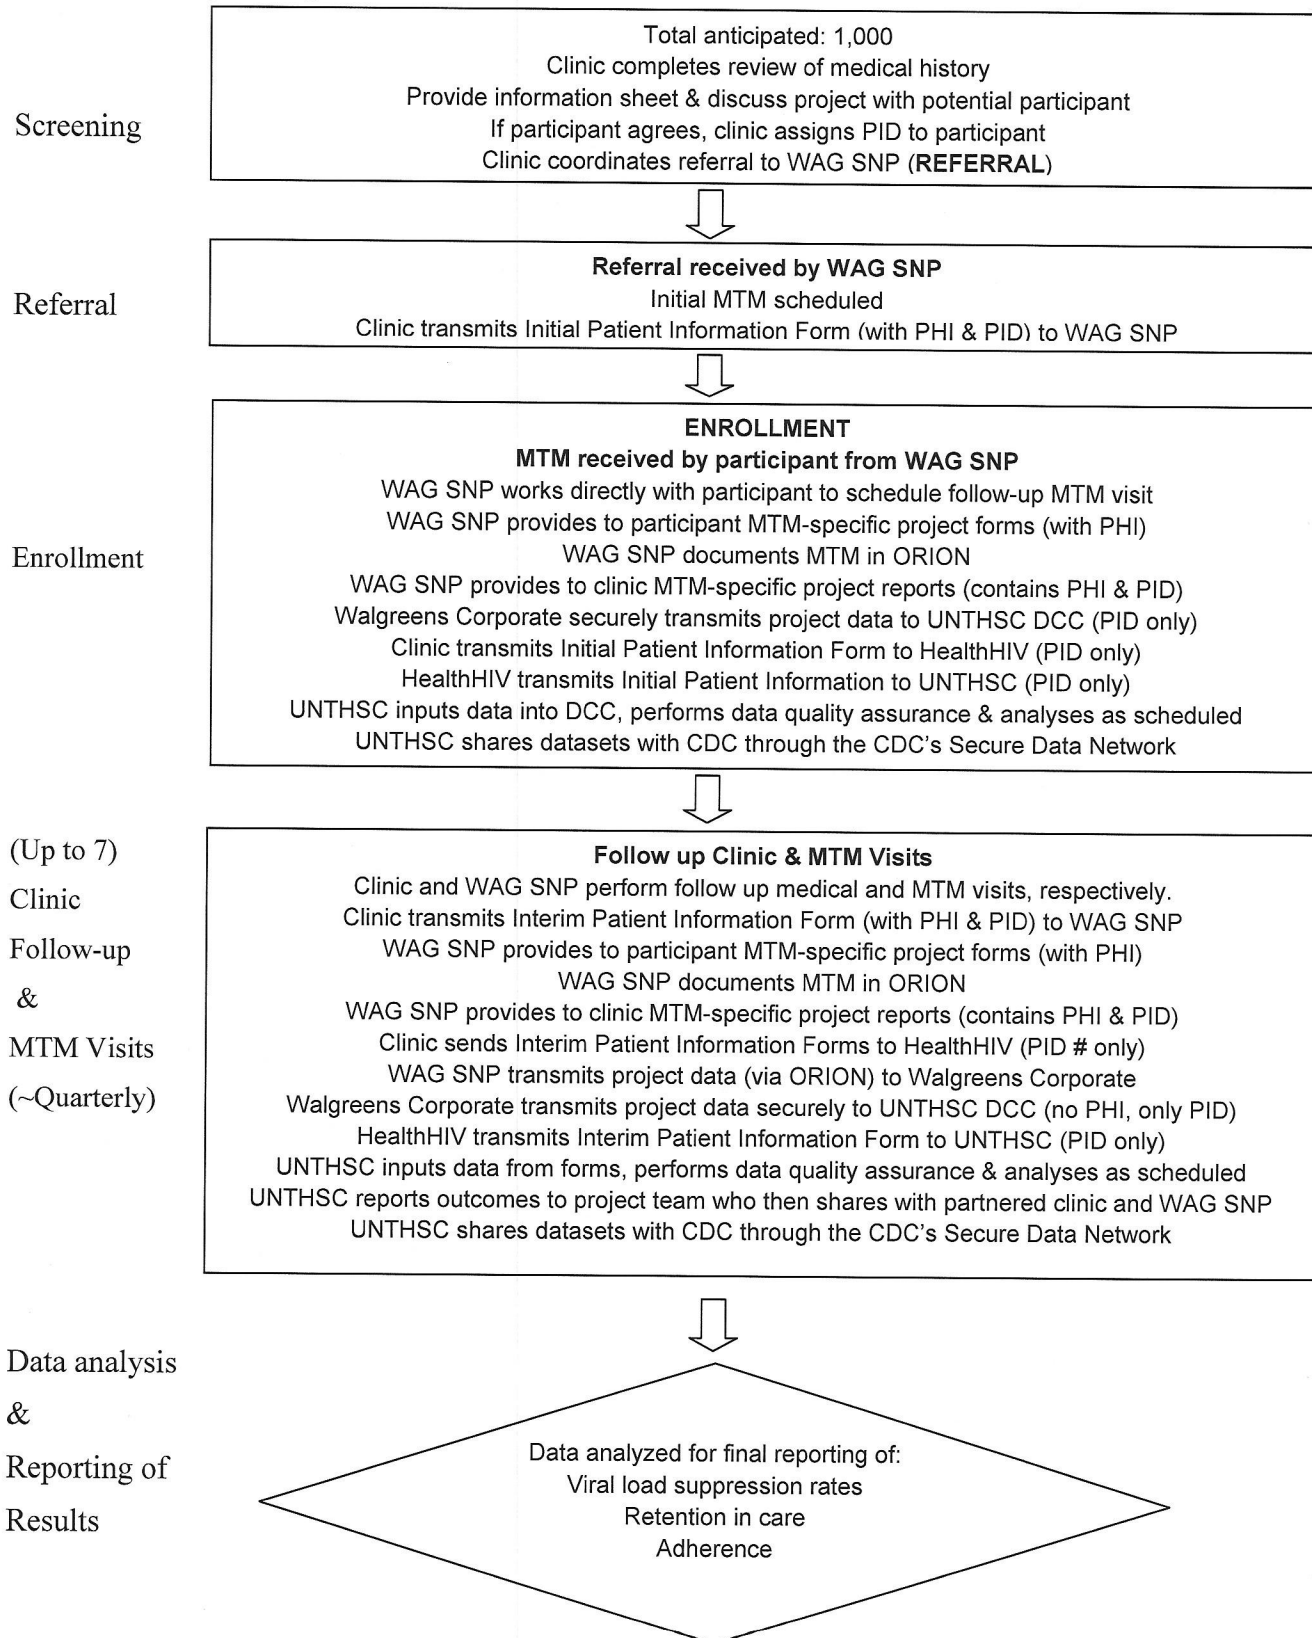 Screening
Total anticipated: 1,000
Clinic completes review of medical history
Provide information sheet & discuss project with potential participant
If participant agrees, clinic assigns PID to participant
Clinic coordinates referral to WAG SNP (REFERRAL)
Referral
Referral received by WAG SNP
Initial MTM scheduled
Clinic transmits Initial Patient Information Form (with PHI & PID) to WAG SNP
Enrollment
ENROLLMENT
MTM received by participant from WAG SNP
WAG SNP works directly with participant to schedule follow-up MTM visit
WAG SNP provides to participant MTM-specific project forms (with PHI)
WAG SNP documents MTM in ORION
WAG SNP provides to clinic MTM-specific project reports (contains PHI & PID)
Walgreens Corporate securely transmits project data to UNTHSC DCC (PID only)
Clinic transmits Initial Patient Information Form to HealthHIV (PID only)
HealthHIV transmits Initial Patient Information to UNTHSC (PID only)
UNTHSC inputs data into DCC, performs data quality assurance & analyses as scheduled
UNTHSC shares datasets with CDC through the CDC's Secure Data Network
(Up to 7)
Clinic
Follow-up
&
MTM Visits
(~Quarterly)
Follow up Clinic & MTM Visits
Clinic and WAG SNP perform follow up medical and MTM visits, respectively.
Clinic transmits Interim Patient Information Form (with PHI & PID) to WAG SNP
WAG SNP provides to participant MTM-specific project forms (with PHI)
WAG SNP documents MTM in ORION
WAG SNP provides to clinic MTM-specific project reports (contains PHI & PID)
Clinic sends Interim Patient Information Forms to HealthHIV (PID # only)
WAG SNP transmits project data (via ORION) to Walgreens Corporate
Walgreens Corporate transmits project data securely to UNTHSC DCC (no PHI, only PID)
HealthHIV transmits Interim Patient Information Form to UNTHSC (PID only)
UNTHSC inputs data from forms, performs data quality assurance & analyses as scheduled
UNTHSC reports outcomes to project team who then shares with partnered clinic and WAG SNP
UNTHSC shares datasets with CDC through the CDC's Secure Data Network
Data analysis
&
Reporting of
Results
Data analyzed for final reporting of:
Viral load suppression rates
Retention in care
Adherence